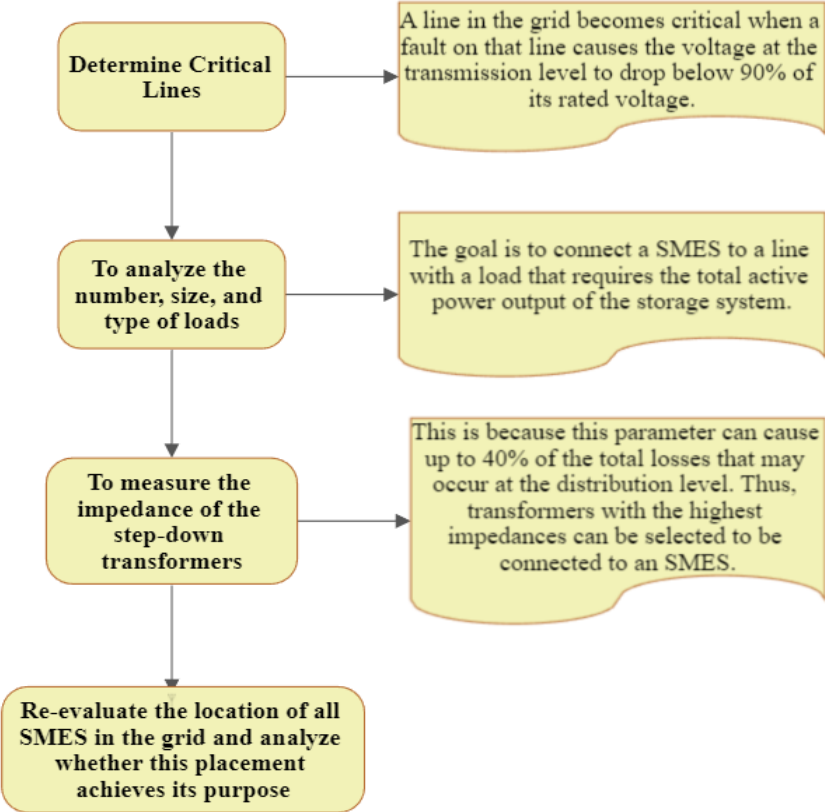 Determine Critical
Lines
A line in the grid becomes critical when a
fault on that line causes the voltage at the
transmission level to drop below 90% of
its rated voltage.
To analyze the
number, size, and
type of loads
The goal is to connect a SMES to a line
with a load that requires the total active
power output of the storage system.
To measure the
impedance of the
step-down
transformers
This is because this parameter can cause
up to 40% of the total losses that may
occur at the distribution level. Thus,
transformers with the highest
impedances can be selected to be
connected to an SMES.
Re-evaluate the location of all
SMES in the grid and analyze
whether this placement
achieves its purpose